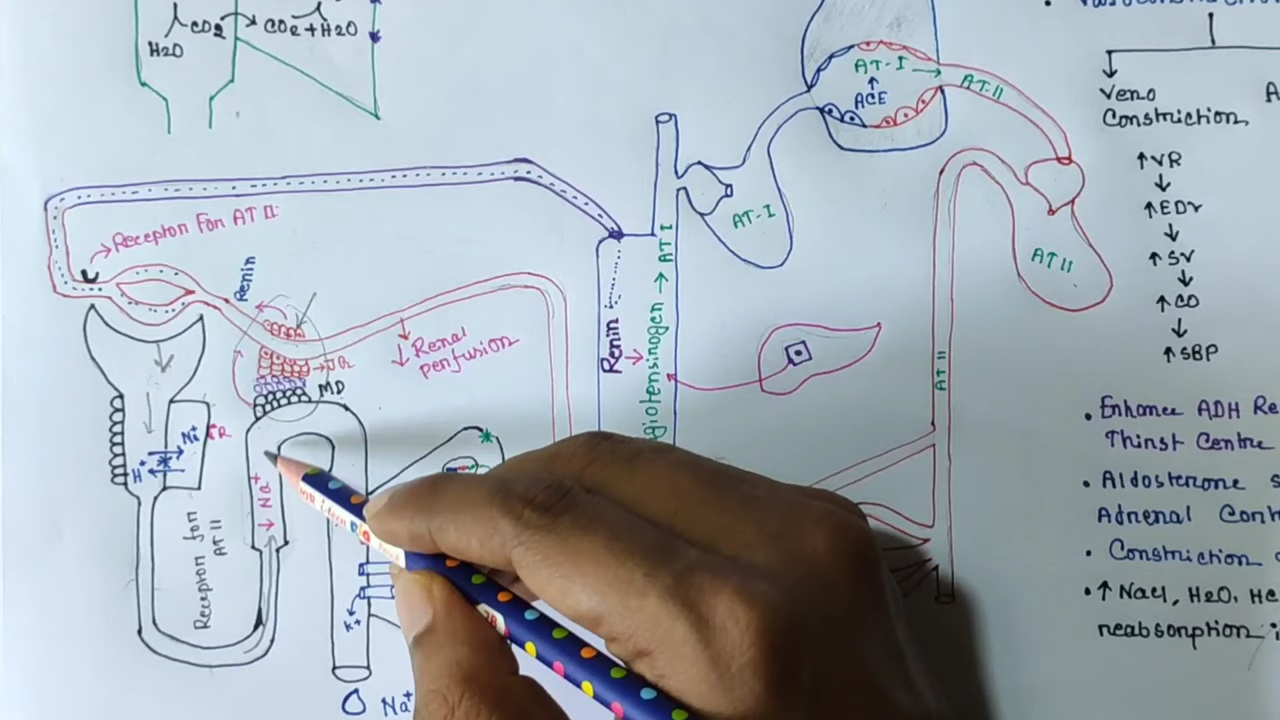 CO2
H2O
CO2 + H2O
AT-I
AT-II
ACE
AT-I
AT II
AT II
Veno
Constriction
↑VR
↓
↑EDV
↓
↑SV
↓
↑CO
↓
↑SBP
Receptor For AT II
Renin
↓ Renal
perfusion
MD
Na+
H+
↓ Na+
Receptor for
AT II
K+
Na+
Renin
→ AT I
• Enhance ADH Re
Thirst Centre
• Aldosterone S
Adrenal Cort
• Constriction
• ↑ Nacl, H2O, HC
reabsorption i